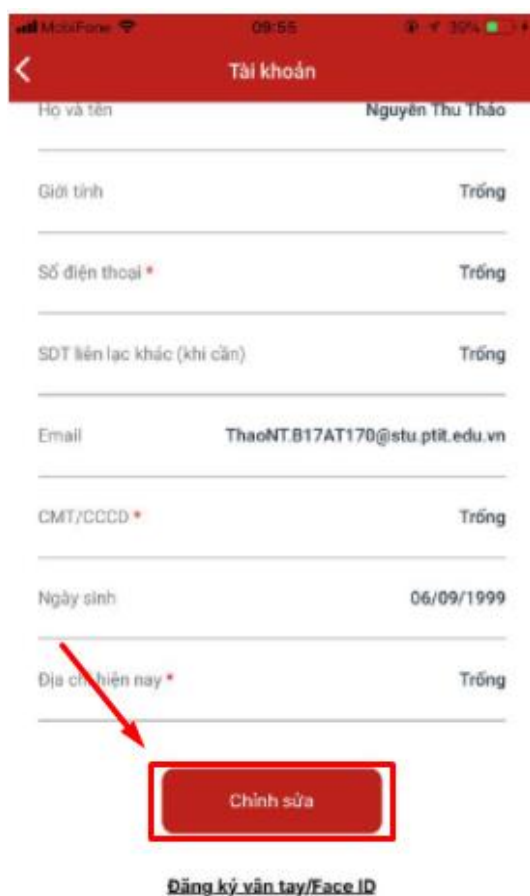 MobiFone 09:55 39%
Tài khoản
Họ và tên Nguyễn Thu Thảo
Giới tính Trống
Số điện thoại * Trống
SDT liên lạc khác (khi cần) Trống
Email ThaoNT.B17AT170@stu.ptit.edu.vn
CMT/CCCD * Trống
Ngày sinh 06/09/1999
Địa chỉ hiện nay * Trống
Chỉnh sửa
Đăng ký vân tay/Face ID